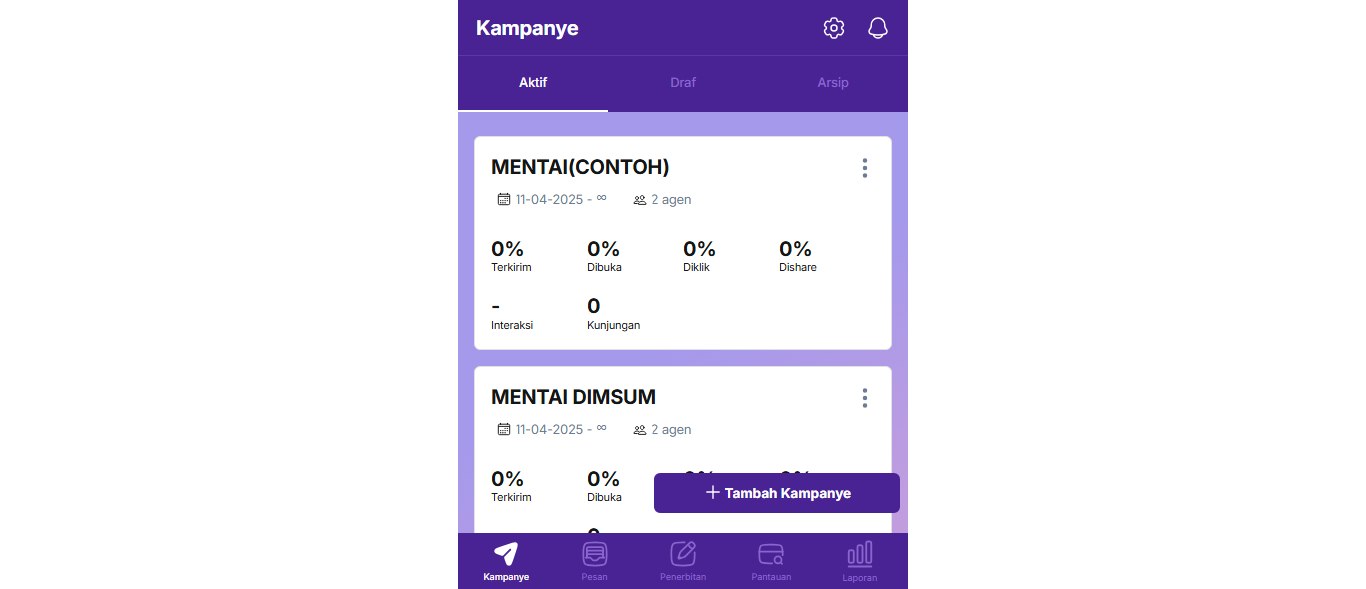 Kampanye
Aktif Draf Arsip
MENTAI(CONTOH)
11-04-2025 - ∞ 2 agen
0% 0% 0% 0%
Terkirim Dibuka Diklik Dishare
- 0
Interaksi Kunjungan
MENTAI DIMSUM
11-04-2025 - ∞ 2 agen
0% 0%
Terkirim Dibuka
+ Tambah Kampanye
Kampanye Pesan Penerbitan Pantauan Laporan